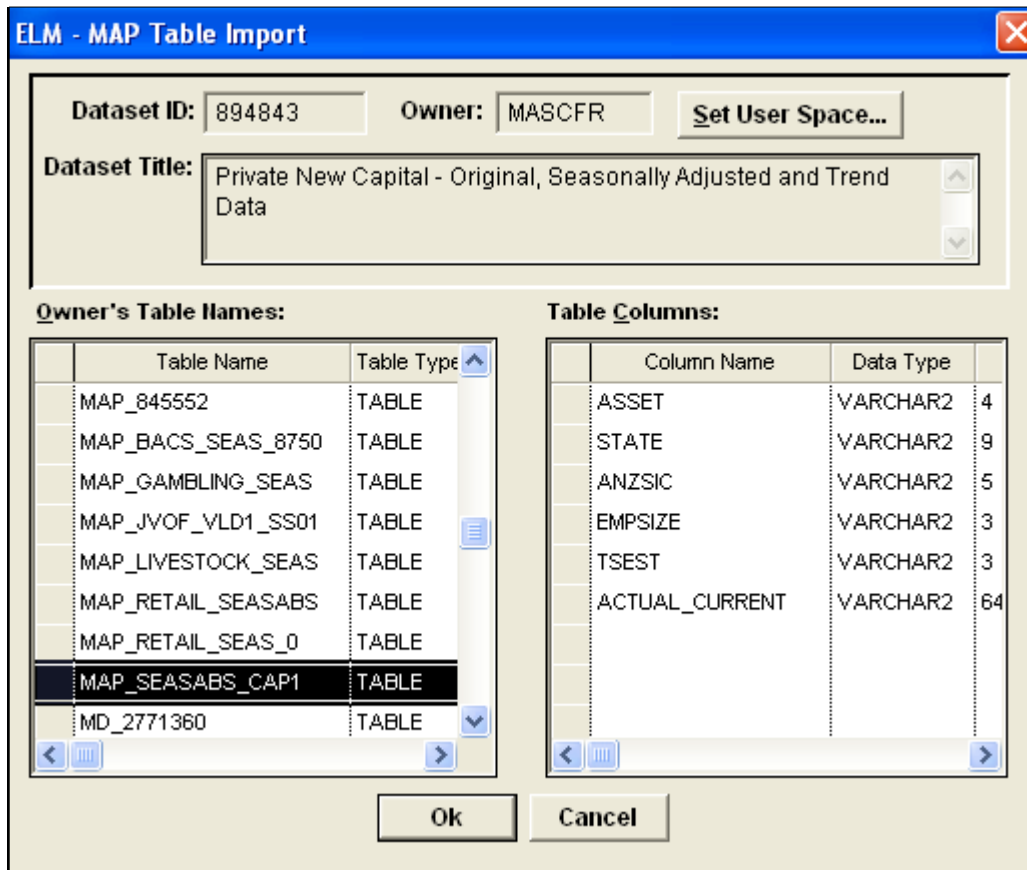 ELM - MAP Table Import
Dataset ID: 894843 Owner: MASCFR Set User Space...
Dataset Title: Private New Capital - Original, Seasonally Adjusted and Trend
Data
Owner's Table Names:
Table Name Table Type
MAP_845552 TABLE
MAP_BACS_SEAS_8750 TABLE
MAP_GAMBLING_SEAS TABLE
MAP_JVOF_VLD1_SS01 TABLE
MAP_LIVESTOCK_SEAS TABLE
MAP_RETAIL_SEASABS TABLE
MAP_RETAIL_SEAS_0 TABLE
MAP_SEASABS_CAP1 TABLE
MD_2771360 TABLE
Table Columns:
Column Name Data Type
ASSET VARCHAR2 4
STATE VARCHAR2 9
ANZSIC VARCHAR2 5
EMPSIZE VARCHAR2 3
TSEST VARCHAR2 3
ACTUAL_CURRENT VARCHAR2 64
Ok Cancel